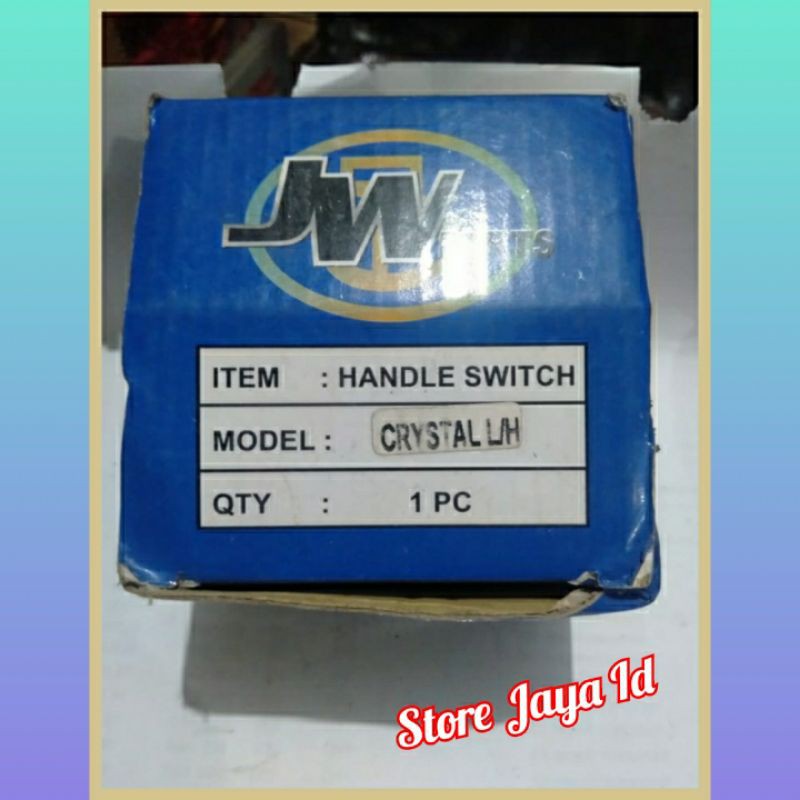 JW
PARTS
ITEM : HANDLE SWITCH
MODEL : CRYSTAL L/H
QTY : 1 PC
Store Jaya Id